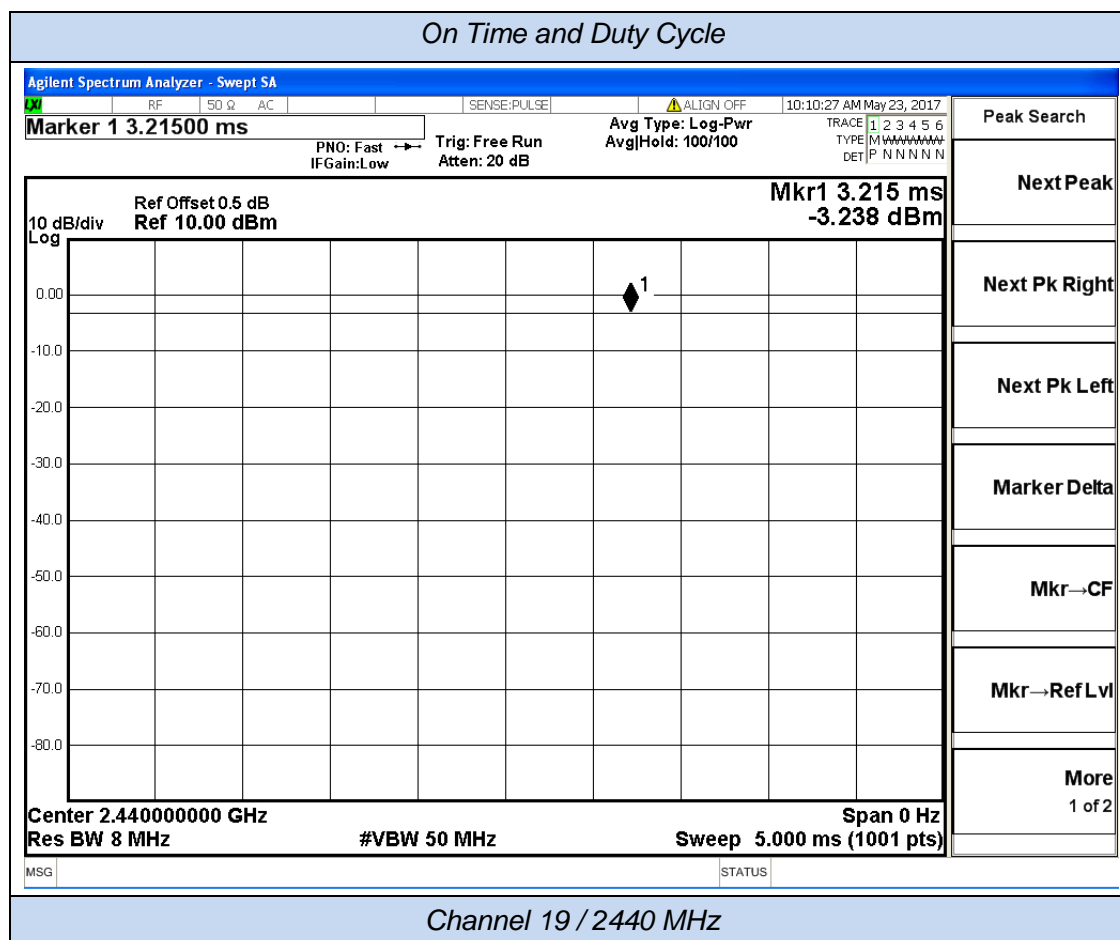 On Time and Duty Cycle
Agilent Spectrum Analyzer - Swept SA
LXI RF 50 Ω AC SENSE:PULSE ALIGN OFF 10:10:27 AM May 23, 2017
Marker 1 3.21500 ms
PNO: Fast
IFGain:Low
Trig: Free Run
Atten: 20 dB
Avg Type: Log-Pwr
Avg|Hold: 100/100
TRACE 1 2 3 4 5 6
TYPE M WWWWW
DET P N N N N N
Peak Search
Mkr1 3.215 ms
-3.238 dBm
Ref Offset 0.5 dB
10 dB/div Ref 10.00 dBm
Log
1
0.00
-10.0
-20.0
-30.0
-40.0
-50.0
-60.0
-70.0
-80.0
Next Peak
Next Pk Right
Next Pk Left
Marker Delta
Mkr→CF
Mkr→Ref Lvl
More
1 of 2
Center 2.440000000 GHz Span 0 Hz
Res BW 8 MHz #VBW 50 MHz Sweep 5.000 ms (1001 pts)
MSG STATUS
Channel 19 / 2440 MHz